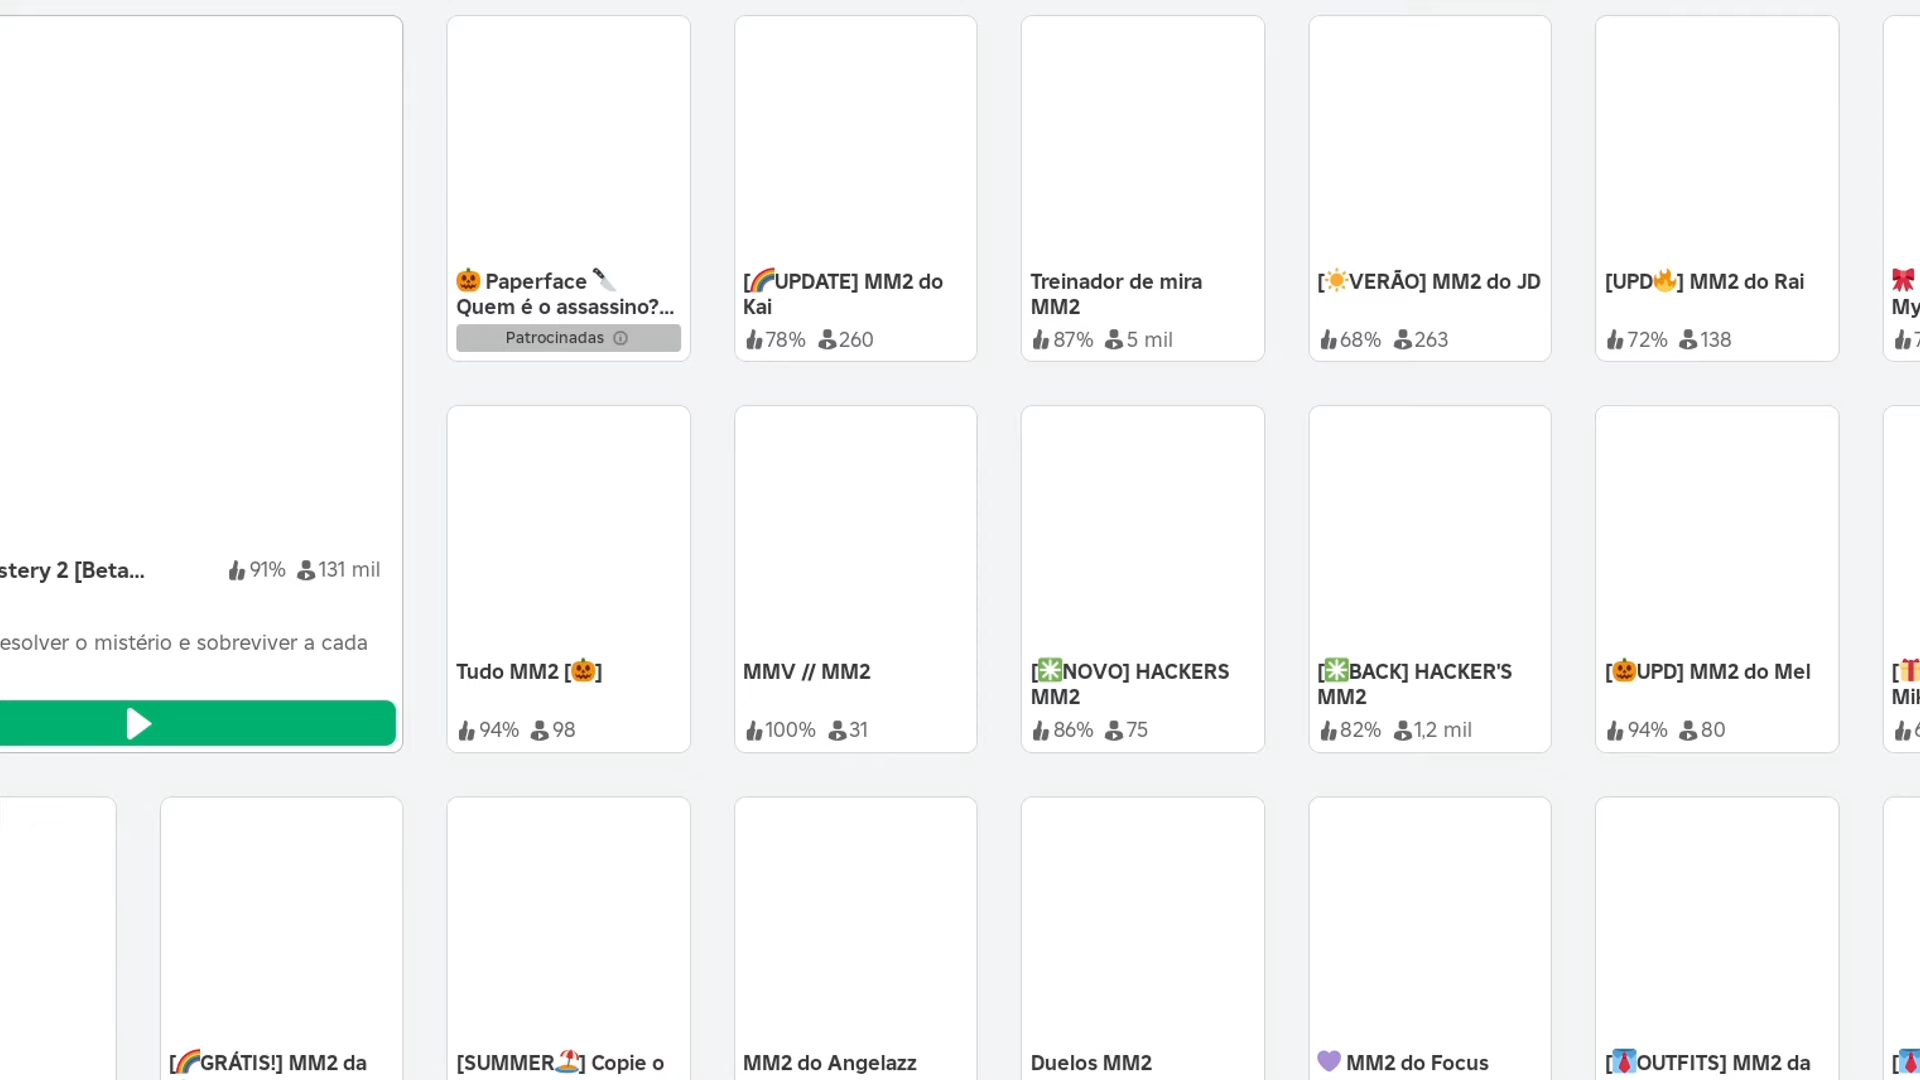 stery 2 [Beta...
91% 131 mil
esolver o mistério e sobreviver a cada
🎃 Paperface 🔪
Quem é o assassino?...
Patrocinadas
[🌈UPDATE] MM2 do
Kai
78% 260
Treinador de mira
MM2
87% 5 mil
[☀️VERÃO] MM2 do JD
68% 263
[UPD🔥] MM2 do Rai
72% 138
🎀
My
Tudo MM2 [🎃]
94% 98
MMV // MM2
100% 31
[✳️NOVO] HACKERS
MM2
86% 75
[✳️BACK] HACKER'S
MM2
82% 1,2 mil
[🎃UPD] MM2 do Mel
94% 80
[🎁
[🌈GRÁTIS!] MM2 da
[SUMMER🏖️] Copie o
MM2 do Angelazz
Duelos MM2
💜 MM2 do Focus
[👔OUTFITS] MM2 da
[👔